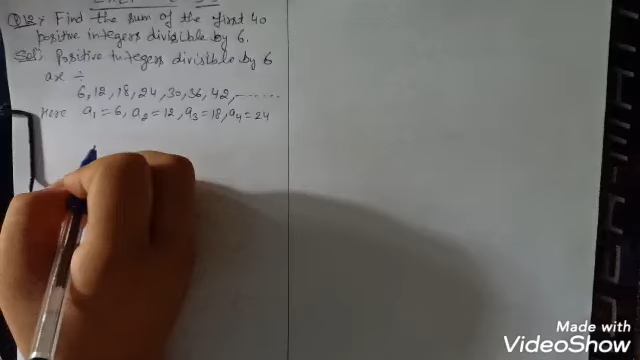 Q12: Find the sum of the first 40
positive integers divisible by 6.
Sol: Positive Integers divisible by 6
are ÷
6, 12, 18, 24, 30, 36, 42, ........
Here a₁ = 6, a₂ = 12, a₃ = 18, a₄ = 24
Made with
VideoShow